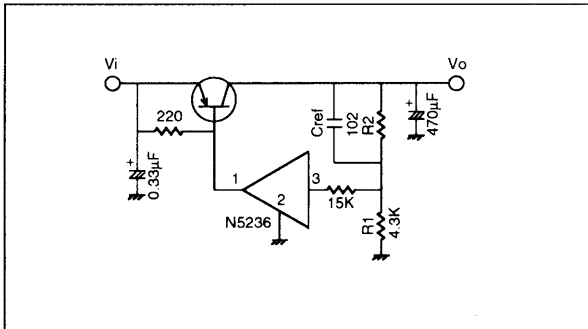 Vi
Vo
220
+
0.33µF
1
2
3
N5236
15K
Cref
102
R2
+
470µF
R1
4.3K